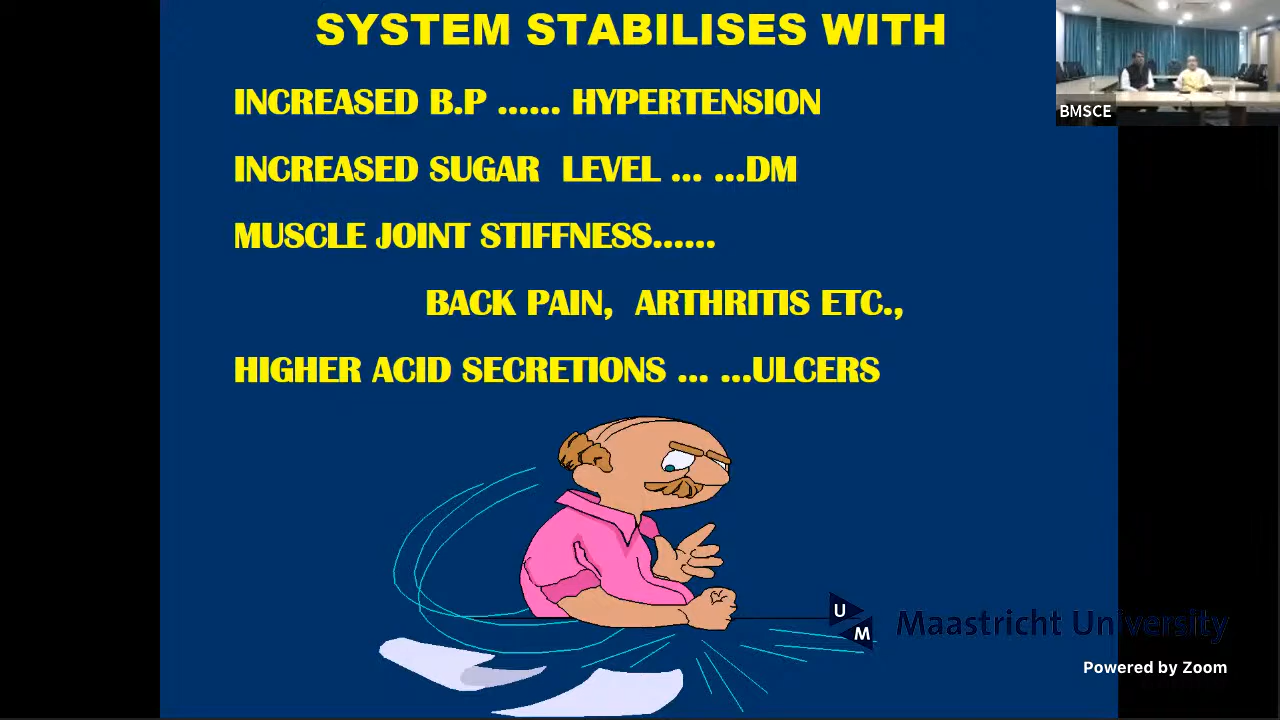 SYSTEM STABILISES WITH
INCREASED B.P ...... HYPERTENSION
INCREASED SUGAR LEVEL ... ...DM
MUSCLE JOINT STIFFNESS......
BACK PAIN, ARTHRITIS ETC.,
HIGHER ACID SECRETIONS ... ...ULCERS
BMSCE
U
M
Maastricht University
Powered by Zoom